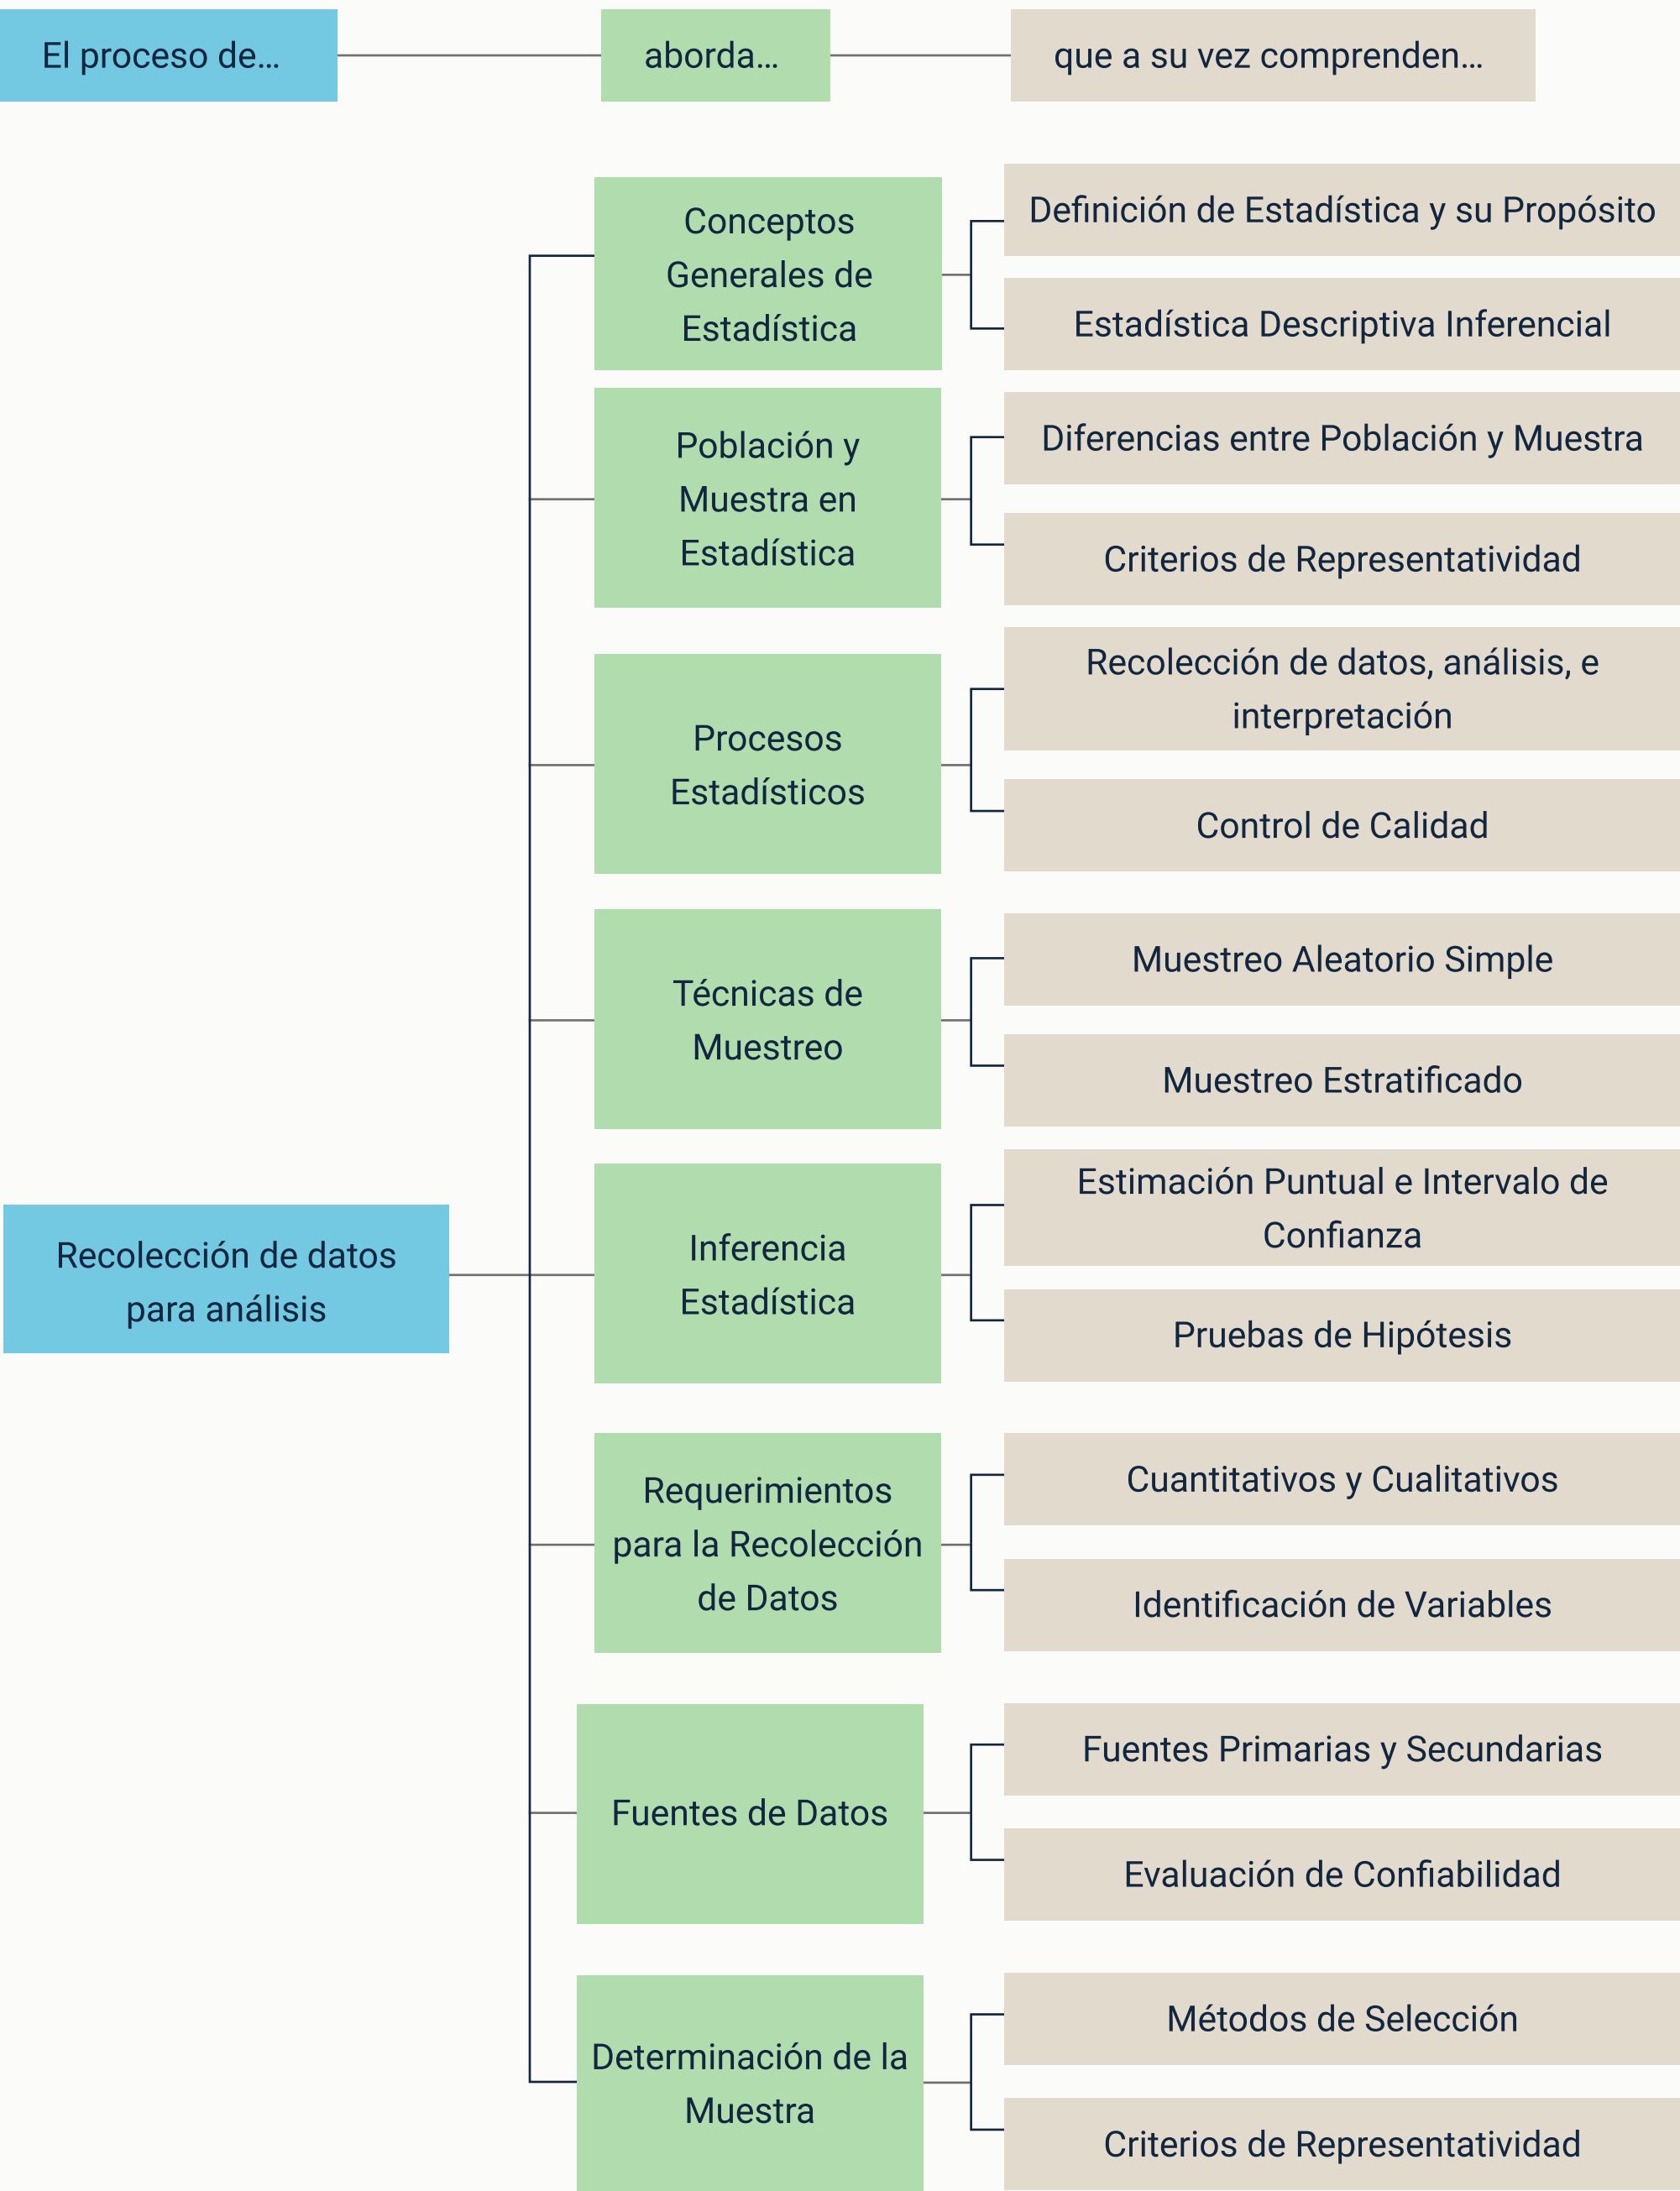 El proceso de...
aborda...
que a su vez comprenden...
Conceptos
Generales de
Estadística
Definición de Estadística y su Propósito
Estadística Descriptiva Inferencial
Población y
Muestra en
Estadística
Diferencias entre Población y Muestra
Criterios de Representatividad
Procesos
Estadísticos
Recolección de datos, análisis, e
interpretación
Control de Calidad
Técnicas de
Muestreo
Muestreo Aleatorio Simple
Muestreo Estratificado
Recolección de datos
para análisis
Inferencia
Estadística
Estimación Puntual e Intervalo de
Confianza
Pruebas de Hipótesis
Requerimientos
para la Recolección
de Datos
Cuantitativos y Cualitativos
Identificación de Variables
Fuentes de Datos
Fuentes Primarias y Secundarias
Evaluación de Confiabilidad
Determinación de la
Muestra
Métodos de Selección
Criterios de Representatividad